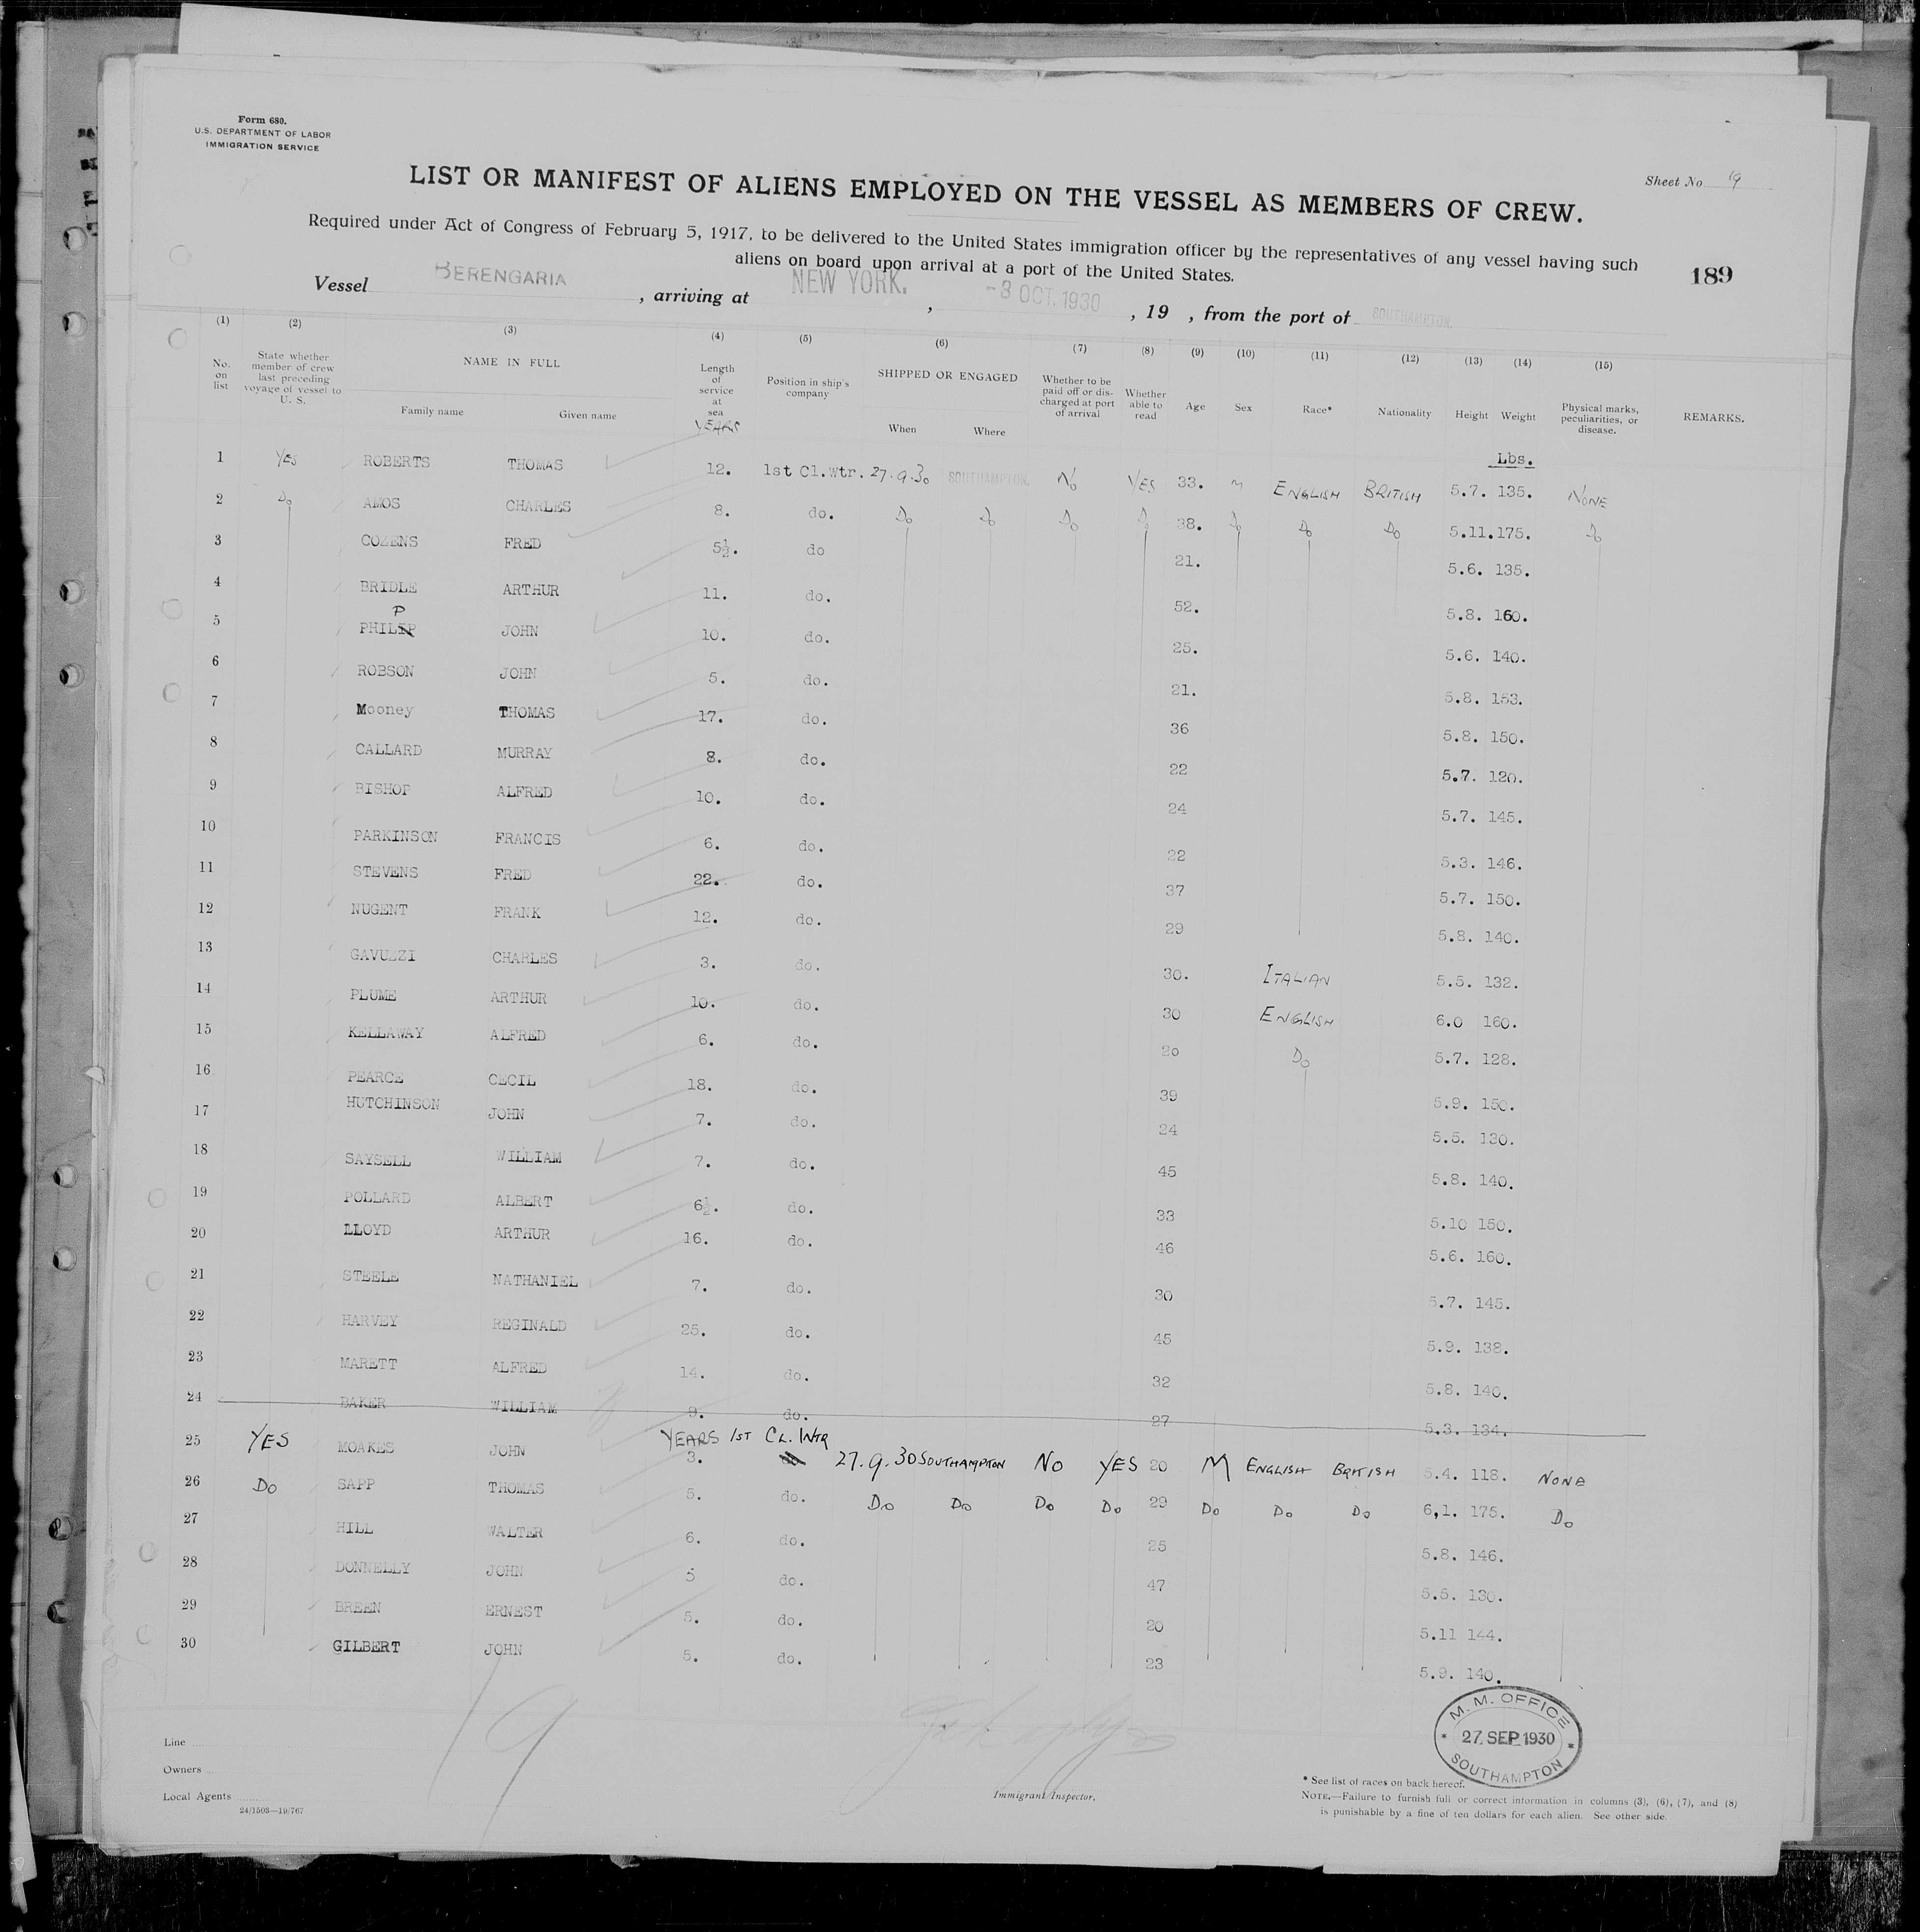 Form 680.
U.S. DEPARTMENT OF LABOR
IMMIGRATION SERVICE
Sheet No 19
LIST OR MANIFEST OF ALIENS EMPLOYED ON THE VESSEL AS MEMBERS OF CREW.
Required under Act of Congress of February 5, 1917, to be delivered to the United States immigration officer by the representatives of any vessel having such
aliens on board upon arrival at a port of the United States.
189
Vessel BERENGARIA, arriving at NEW YORK., -3 OCT. 1930, 19 , from the port of SOUTHAMPTON.
(1) (2) (3) (4) (5) (6) (7) (8) (9) (10) (11) (12) (13) (14) (15)
No. on list State whether member of crew last preceding voyage of vessel to U. S. NAME IN FULL Family name Given name Length of service at sea YEARS Position in ship's company SHIPPED OR ENGAGED When Where Whether to be paid off or discharged at port of arrival Whether able to read Age Sex Race* Nationality Height Weight Physical marks, peculiarities, or disease. REMARKS.
Lbs.
1 YES ROBERTS THOMAS 12. 1st Cl.wtr. 27.9.30 SOUTHAMPTON. No YES 33. M ENGLISH BRITISH 5.7. 135. NONE
2 Do AMOS CHARLES 8. do. Do Do Do Do 38. Do Do Do 5.11. 175. Do
3 COZENS FRED 5½. do 21. 5.6. 135.
4 BRIDLE ARTHUR 11. do. 52. 5.8. 160.
P
5 PHILIP JOHN 10. do. 25. 5.6. 140.
6 ROBSON JOHN 5. do. 21. 5.8. 153.
7 Mooney THOMAS 17. do. 36 5.8. 150.
8 CALLARD MURRAY 8. do. 22 5.7. 120.
9 BISHOP ALFRED 10. do. 24 5.7. 145.
10 PARKINSON FRANCIS 6. do. 22 5.3. 146.
11 STEVENS FRED 22. do. 37 5.7. 150.
12 NUGENT FRANK 12. do. 29 5.8. 140.
13 GAVUZZI CHARLES 3. do. 30. ITALIAN 5.5. 132.
14 PLUME ARTHUR 10. do. 30 ENGLISH 6.0 160.
15 KELLAWAY ALFRED 6. do. 20 Do 5.7. 128.
16 PEARCE CECIL 18. do. 39 5.9. 150.
17 HUTCHINSON JOHN 7. do. 24 5.5. 130.
18 SAYSELL WILLIAM 7. do. 45 5.8. 140.
19 POLLARD ALBERT 6½. do. 33 5.10 150.
20 LLOYD ARTHUR 16. do. 46 5.6. 160.
21 STEELE NATHANIEL 7. do. 30 5.7. 145.
22 HARVEY REGINALD 25. do. 45 5.9. 138.
23 MARETT ALFRED 14. do. 32 5.8. 140.
24 BAKER WILLIAM 9. do. 27 5.3. 134.
YEARS 1ST CL. WTR
25 YES MOAKES JOHN 3. do 27.9.30 SOUTHAMPTON NO YES 20 M ENGLISH BRITISH 5.4. 118. NONE
26 Do SAPP THOMAS 5. do. Do Do Do Do 29 Do Do Do 6,1. 175. Do
27 HILL WALTER 6. do. 25 5.8. 146.
28 DONNELLY JOHN 5 do. 47 5.5. 130.
29 BREEN ERNEST 5. do. 20 5.11 144.
30 GILBERT JOHN 5. do. 23 5.9. 140.
19
M. M. OFFICE
27 SEP 1930
SOUTHAMPTON
Line
Owners
Local Agents
24/1503—19/767
Immigrant Inspector.
* See list of races on back hereof.
NOTE.—Failure to furnish full or correct information in columns (3), (6), (7), and (8)
is punishable by a fine of ten dollars for each alien. See other side.